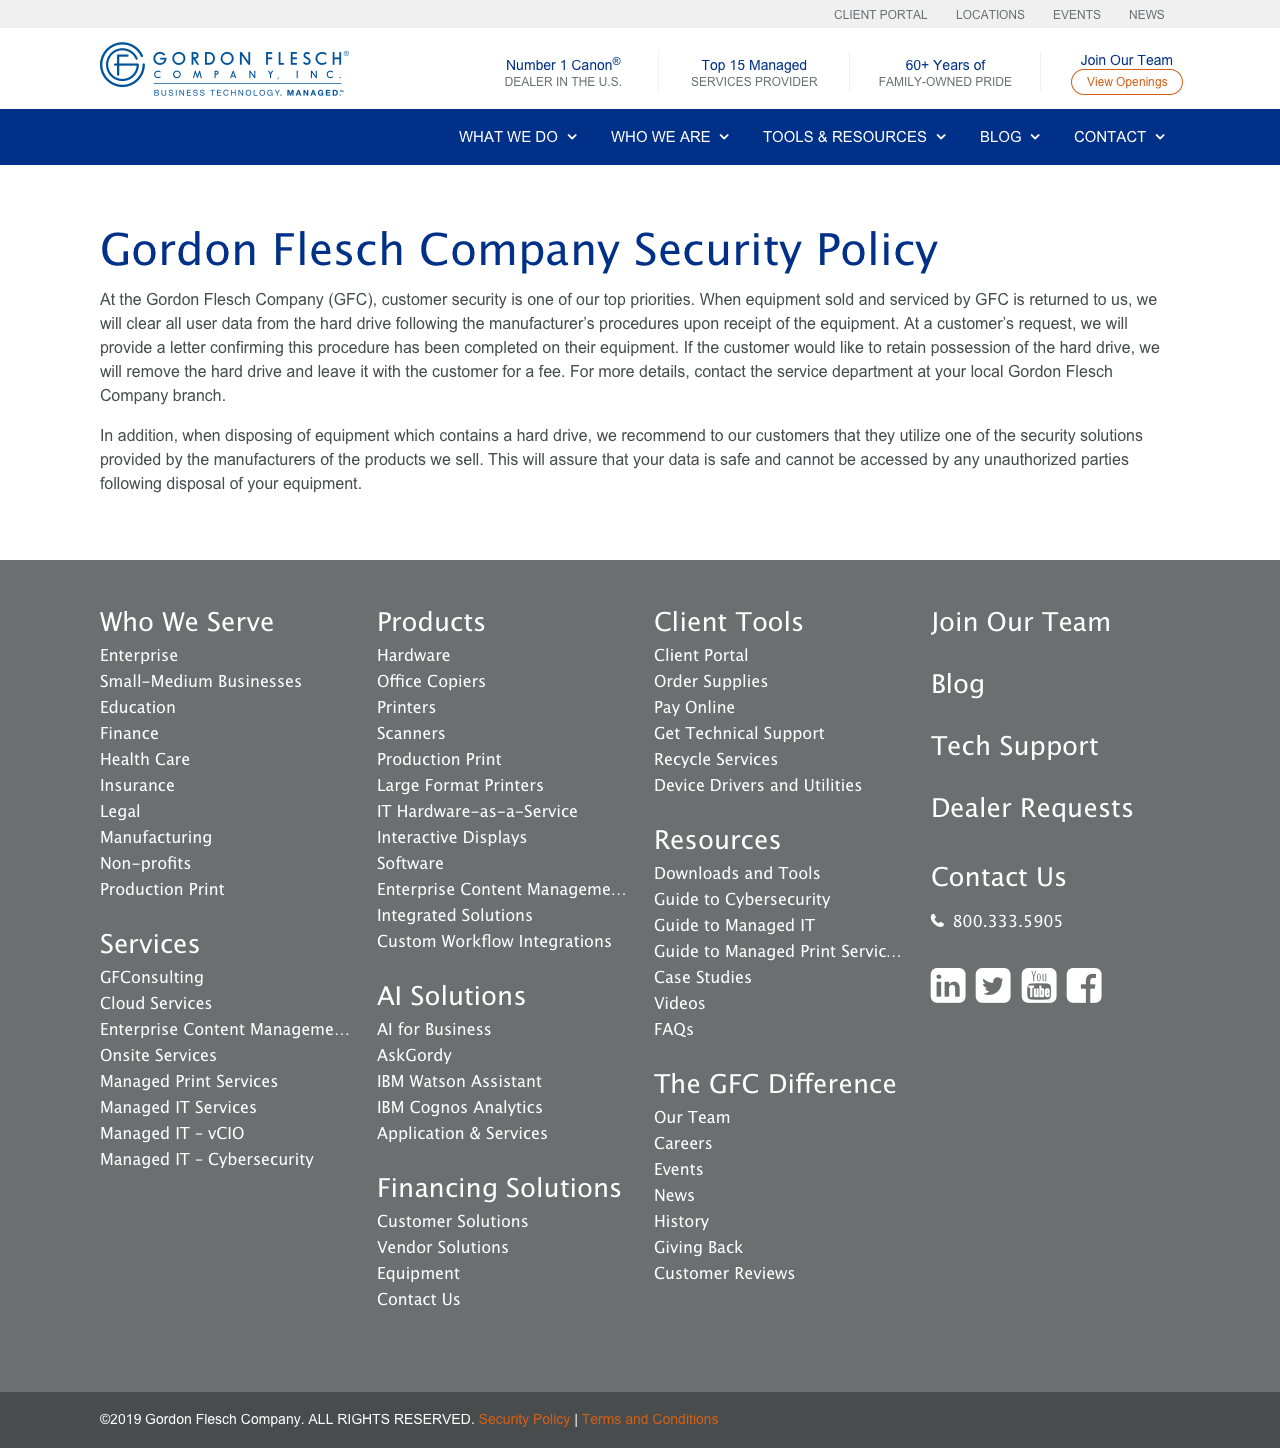 CLIENT PORTAL LOCATIONS EVENTS NEWS
GORDON FLESCH®
COMPANY, INC.
BUSINESS TECHNOLOGY. MANAGED.™
Number 1 Canon®
DEALER IN THE U.S.
Top 15 Managed
SERVICES PROVIDER
60+ Years of
FAMILY-OWNED PRIDE
Join Our Team
View Openings
WHAT WE DO WHO WE ARE TOOLS & RESOURCES BLOG CONTACT
Gordon Flesch Company Security Policy
At the Gordon Flesch Company (GFC), customer security is one of our top priorities. When equipment sold and serviced by GFC is returned to us, we
will clear all user data from the hard drive following the manufacturer’s procedures upon receipt of the equipment. At a customer’s request, we will
provide a letter confirming this procedure has been completed on their equipment. If the customer would like to retain possession of the hard drive, we
will remove the hard drive and leave it with the customer for a fee. For more details, contact the service department at your local Gordon Flesch
Company branch.
In addition, when disposing of equipment which contains a hard drive, we recommend to our customers that they utilize one of the security solutions
provided by the manufacturers of the products we sell. This will assure that your data is safe and cannot be accessed by any unauthorized parties
following disposal of your equipment.
Who We Serve
Enterprise
Small-Medium Businesses
Education
Finance
Health Care
Insurance
Legal
Manufacturing
Non-profits
Production Print
Services
GFConsulting
Cloud Services
Enterprise Content Manageme…
Onsite Services
Managed Print Services
Managed IT Services
Managed IT - vCIO
Managed IT - Cybersecurity
Products
Hardware
Office Copiers
Printers
Scanners
Production Print
Large Format Printers
IT Hardware-as-a-Service
Interactive Displays
Software
Enterprise Content Manageme…
Integrated Solutions
Custom Workflow Integrations
AI Solutions
AI for Business
AskGordy
IBM Watson Assistant
IBM Cognos Analytics
Application & Services
Financing Solutions
Customer Solutions
Vendor Solutions
Equipment
Contact Us
Client Tools
Client Portal
Order Supplies
Pay Online
Get Technical Support
Recycle Services
Device Drivers and Utilities
Resources
Downloads and Tools
Guide to Cybersecurity
Guide to Managed IT
Guide to Managed Print Servic…
Case Studies
Videos
FAQs
The GFC Difference
Our Team
Careers
Events
News
History
Giving Back
Customer Reviews
Join Our Team
Blog
Tech Support
Dealer Requests
Contact Us
800.333.5905
in
You
Tube
©2019 Gordon Flesch Company. ALL RIGHTS RESERVED. Security Policy | Terms and Conditions